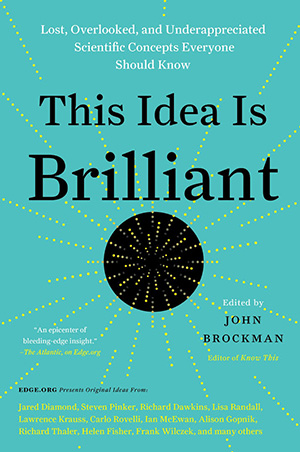 Lost, Overlooked, and Underappreciated
Scientific Concepts Everyone
Should Know
This Idea Is
Brilliant
Edited by
JOHN
BROCKMAN
Editor of Know This
"An epicenter of
bleeding-edge insight."
–The Atlantic, on Edge.org
EDGE.ORG Presents Original Ideas From:
Jared Diamond, Steven Pinker, Richard Dawkins, Lisa Randall,
Lawrence Krauss, Carlo Rovelli, Ian McEwan, Alison Gopnik,
Richard Thaler, Helen Fisher, Frank Wilczek, and many others